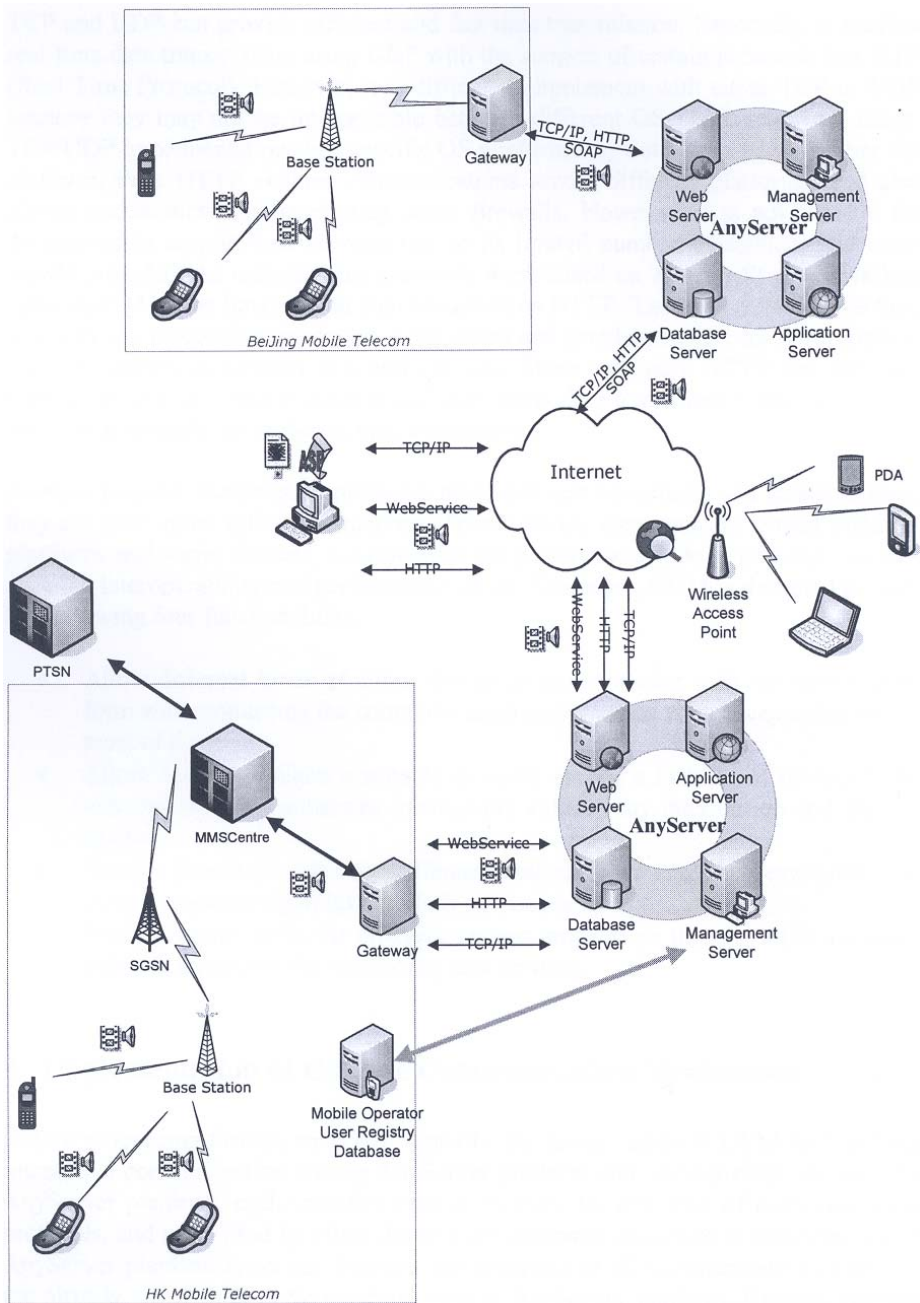 Base Station
Gateway
TCP/IP, HTTP,
SOAP
Web
Server
Management
Server
AnyServer
Database
Server
Application
Server
BeiJing Mobile Telecom
TCP/IP, HTTP
SOAP
ASP
TCP/IP
Internet
PDA
WebService
HTTP
Wireless
Access
Point
WebService
HTTP
TCP/IP
PTSN
MMSCentre
Web
Server
Application
Server
AnyServer
WebService
HTTP
TCP/IP
Gateway
Database
Server
Management
Server
SGSN
Base Station
Mobile Operator
User Registry
Database
HK Mobile Telecom